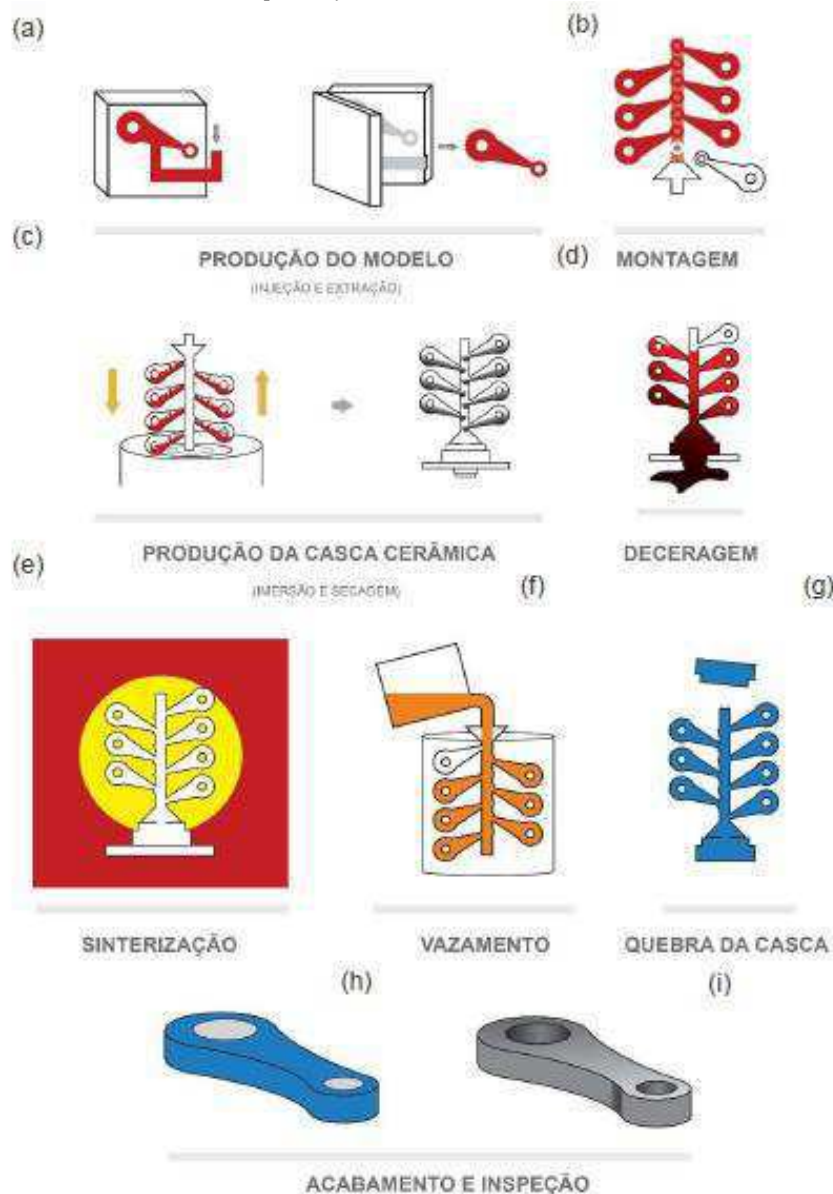 (a)
(b)
(c)
PRODUÇÃO DO MODELO
(INJEÇÃO E EXTRAÇÃO)
(d)
MONTAGEM
(e)
PRODUÇÃO DA CASCA CERÂMICA
(IMERSÃO E SECAGEM)
DECERAGEM
(f)
(g)
SINTERIZAÇÃO
VAZAMENTO
QUEBRA DA CASCA
(h)
(i)
ACABAMENTO E INSPEÇÃO